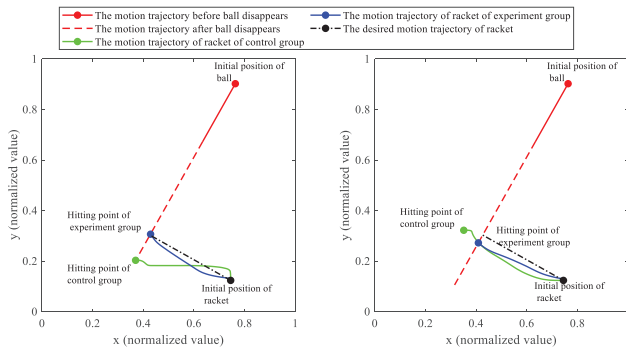 The motion trajectory before ball disappears
The motion trajectory of racket of experiment group
The motion trajectory after ball disappears
The desired motion trajectory of racket
The motion trajectory of racket of control group
1
0.8
0.6
0.4
0.2
0
y (normalized value)
Initial position of
ball
Hitting point of
experiment group
Hitting point of
control group
Initial position of
racket
0 0.2 0.4 0.6 0.8 1
x (normalized value)
1
0.8
0.6
0.4
0.2
0
y (normalized value)
Initial position of
ball
Hitting point of
control group
Hitting point of
experiment group
Initial position of
racket
0 0.2 0.4 0.6 0.8 1
x (normalized value)